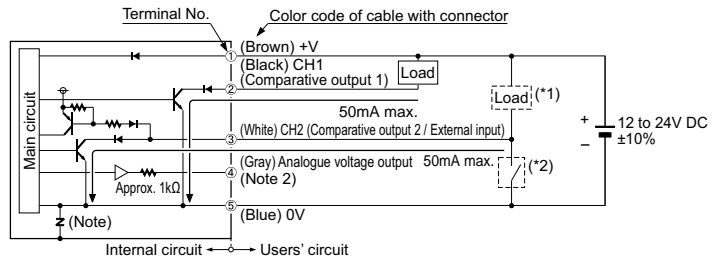 Terminal No.
Color code of cable with connector
(Brown) +V
(Black) CH1
(Comparative output 1)
Load
Load (*1)
50mA max.
+
12 to 24V DC
−
±10%
Main circuit
(White) CH2 (Comparative output 2 / External input)
(Gray) Analogue voltage output
50mA max.
(*2)
(Note 2)
Approx. 1kΩ
(Blue) 0V
(Note)
1
2
3
4
5
Internal circuit
Users' circuit